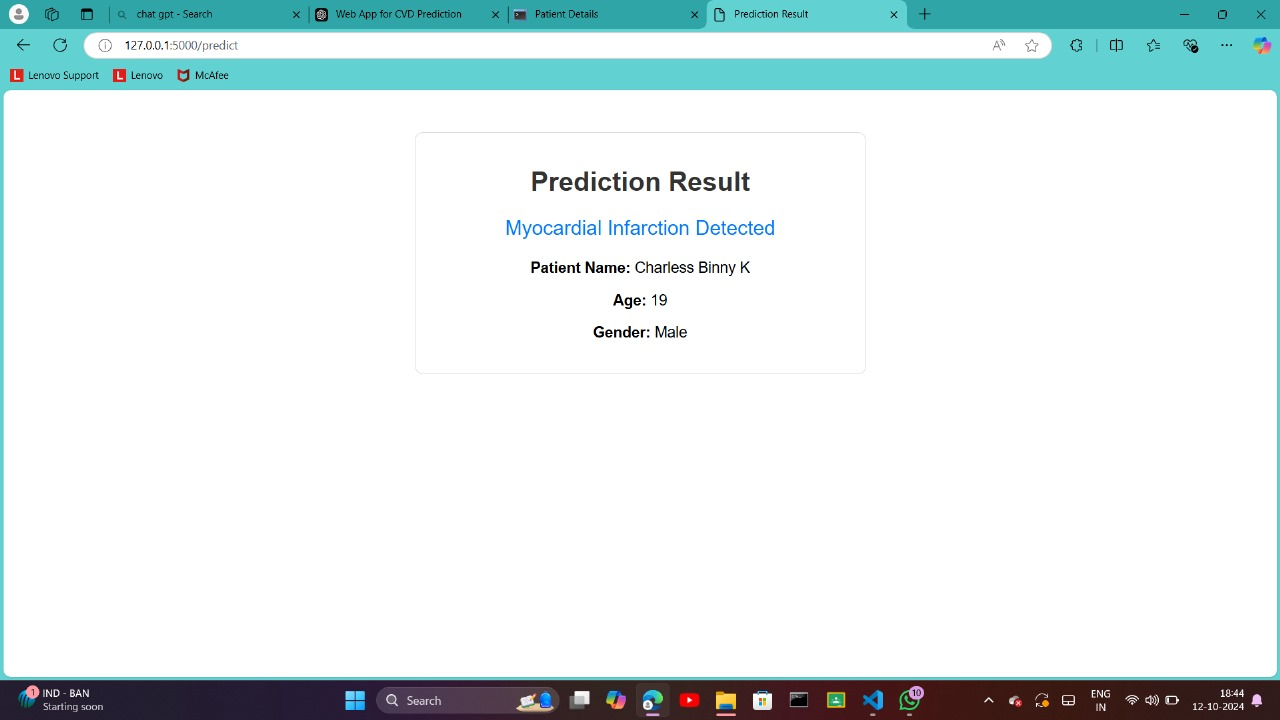 chat gpt - Search
Web App for CVD Prediction
Patient Details
Prediction Result
127.0.0.1:5000/predict
L Lenovo Support
L Lenovo
McAfee
Prediction Result
Myocardial Infarction Detected
Patient Name: Charless Binny K
Age: 19
Gender: Male
1
IND - BAN
Starting soon
Search
10
ENG
IN
18:44
12-10-2024